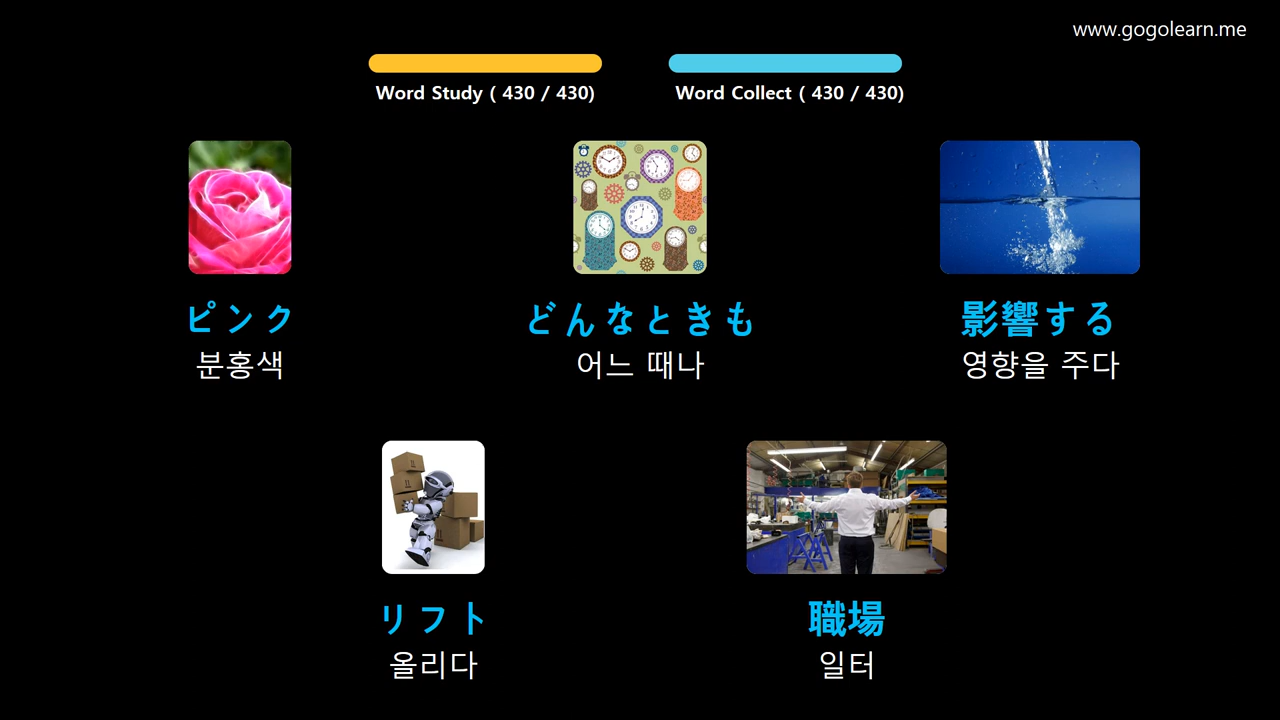 www.gogolearn.me
Word Study ( 430 / 430)
Word Collect ( 430 / 430)
ピンク
분홍색
どんなときも
어느 때나
影響する
영향을 주다
リフト
올리다
職場
일터